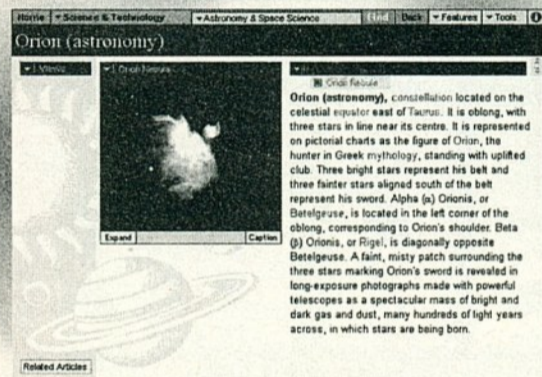 Home Science & Technology Astronomy & Space Science Find Back Features Tools
Orion (astronomy)
Orion Nebula
Orion Nebula
Orion (astronomy), constellation located on the
celestial equator east of Taurus. It is oblong, with
three stars in line near its centre. It is represented
on pictorial charts as the figure of Orion, the
hunter in Greek mythology, standing with uplifted
club. Three bright stars represent his belt and
three fainter stars aligned south of the belt
represent his sword. Alpha (α) Orionis, or
Betelgeuse, is located in the left corner of the
oblong, corresponding to Orion's shoulder. Beta
(β) Orionis, or Rigel, is diagonally opposite
Betelgeuse. A faint, misty patch surrounding the
three stars marking Orion's sword is revealed in
long-exposure photographs made with powerful
telescopes as a spectacular mass of bright and
dark gas and dust, many hundreds of light years
across, in which stars are being born.
Expand Caption
Related Articles